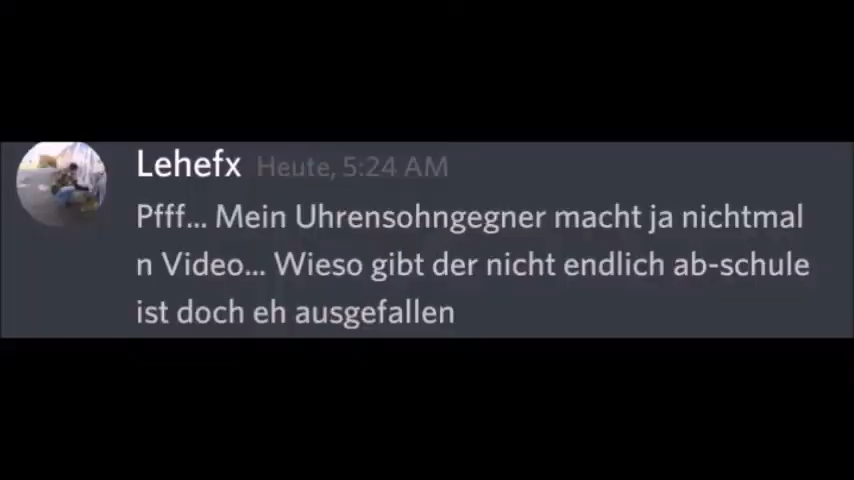 Lehefx Heute, 5:24 AM
Pfff... Mein Uhrensohngegner macht ja nichtmal
n Video... Wieso gibt der nicht endlich ab-schule
ist doch eh ausgefallen